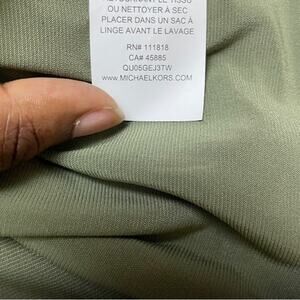 RETOURNANT LE TISSU
OU NETTOYER À SEC
PLACER DANS UN SAC À
LINGE AVANT LE LAVAGE
RN# 111818
CA# 45885
QU05GEJ3TW
WWW.MICHAELKORS.COM